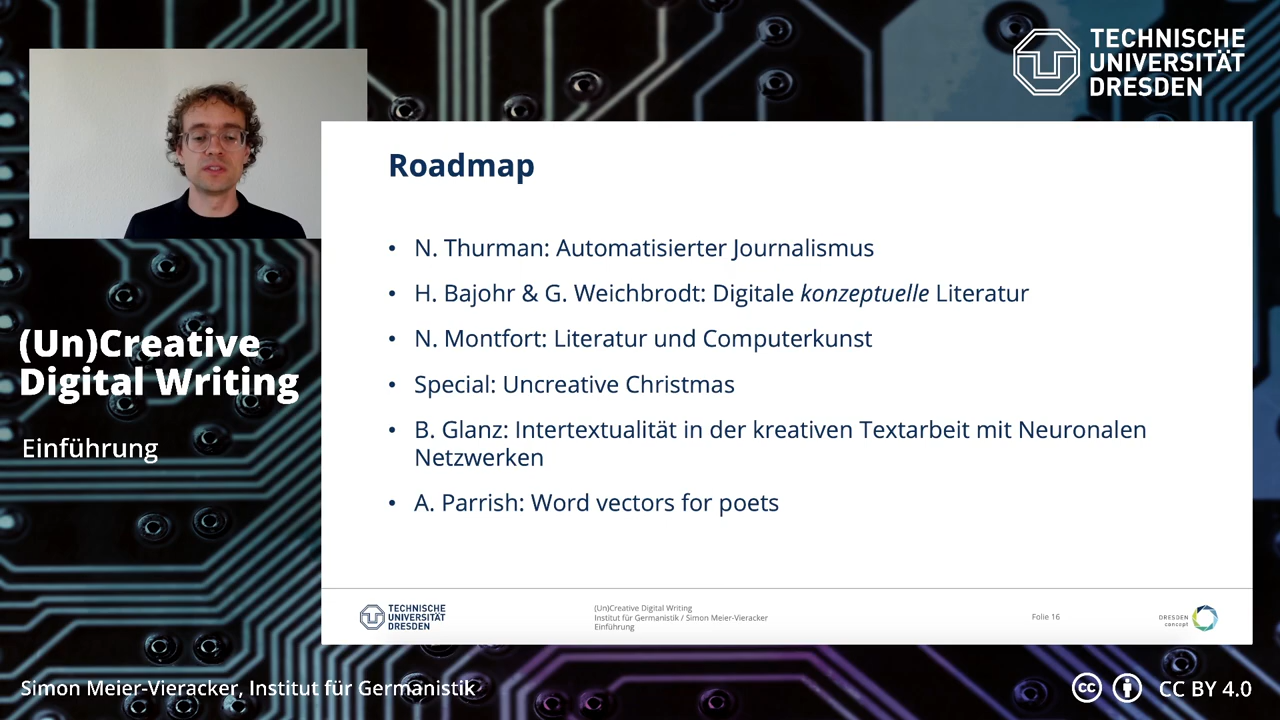 TECHNISCHE
UNIVERSITÄT
DRESDEN
(Un)Creative
Digital Writing
Einführung
Roadmap
• N. Thurman: Automatisierter Journalismus
• H. Bajohr & G. Weichbrodt: Digitale konzeptuelle Literatur
• N. Montfort: Literatur und Computerkunst
• Special: Uncreative Christmas
• B. Glanz: Intertextualität in der kreativen Textarbeit mit Neuronalen
Netzwerken
• A. Parrish: Word vectors for poets
TECHNISCHE
UNIVERSITÄT
DRESDEN
(Un)Creative Digital Writing
Institut für Germanistik / Simon Meier-Vieracker
Einführung
Folie 16
DRESDEN
concept
Simon Meier-Vieracker, Institut für Germanistik
cc
CC BY 4.0